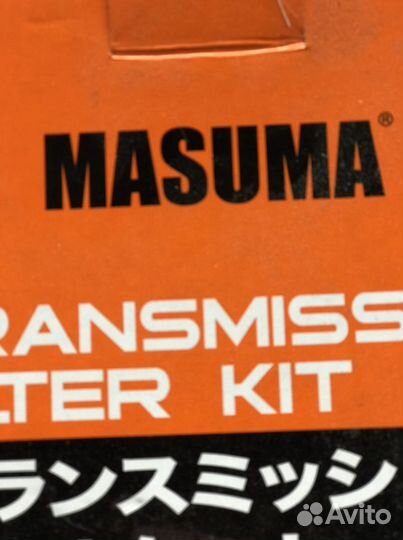 MASUMA®
RANSMISS
LTER KIT
ランスミッシ
Avito